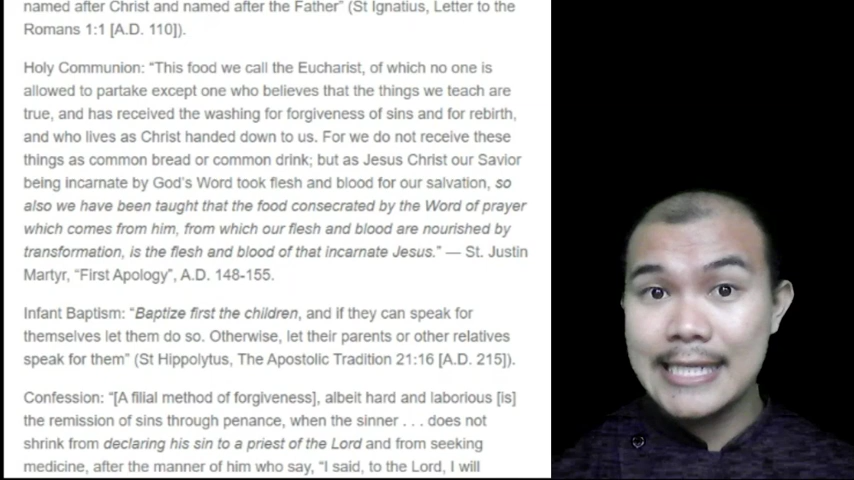 named after Christ and named after the Father” (St Ignatius, Letter to the
Romans 1:1 [A.D. 110]).
Holy Communion: “This food we call the Eucharist, of which no one is
allowed to partake except one who believes that the things we teach are
true, and has received the washing for forgiveness of sins and for rebirth,
and who lives as Christ handed down to us. For we do not receive these
things as common bread or common drink; but as Jesus Christ our Savior
being incarnate by God’s Word took flesh and blood for our salvation, so
also we have been taught that the food consecrated by the Word of prayer
which comes from him, from which our flesh and blood are nourished by
transformation, is the flesh and blood of that incarnate Jesus.” — St. Justin
Martyr, “First Apology”, A.D. 148-155.
Infant Baptism: “Baptize first the children, and if they can speak for
themselves let them do so. Otherwise, let their parents or other relatives
speak for them” (St Hippolytus, The Apostolic Tradition 21:16 [A.D. 215]).
Confession: “[A filial method of forgiveness], albeit hard and laborious [is]
the remission of sins through penance, when the sinner . . . does not
shrink from declaring his sin to a priest of the Lord and from seeking
medicine, after the manner of him who say, “I said, to the Lord, I will